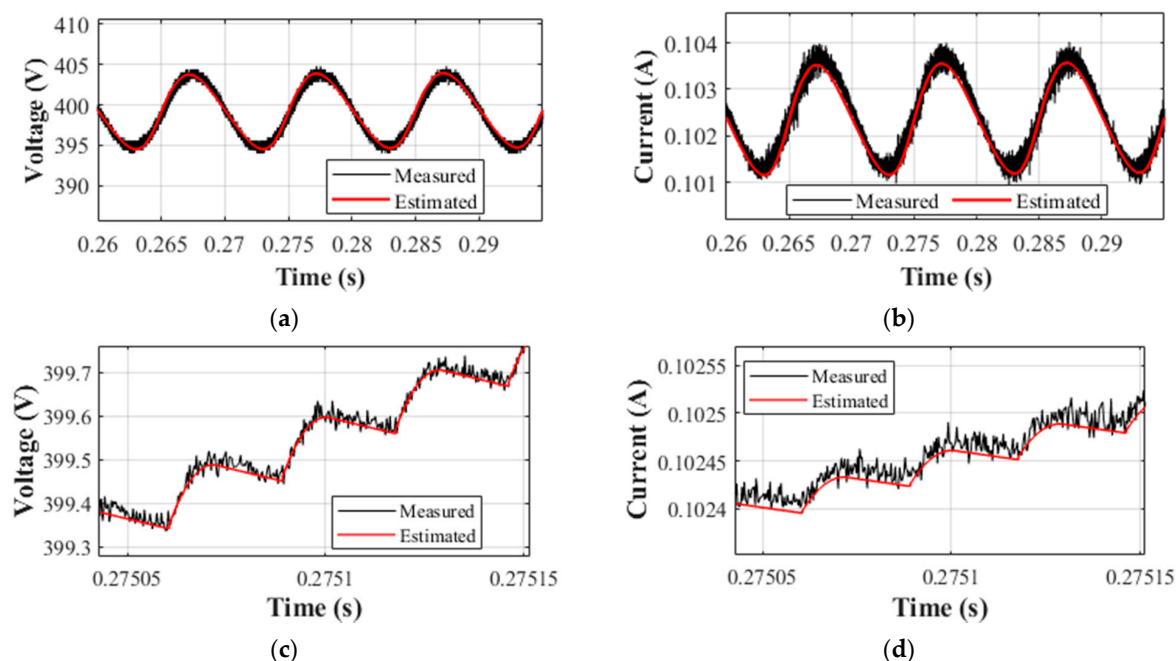 Voltage (V)
410
405
400
395
390
Measured
Estimated
0.26 0.265 0.27 0.275 0.28 0.285 0.29
Time (s)
(a)
Current (A)
0.104
0.103
0.102
0.101
Measured Estimated
0.26 0.265 0.27 0.275 0.28 0.285 0.29
Time (s)
(b)
Voltage (V)
399.7
399.6
399.5
399.4
399.3
Measured
Estimated
0.27505 0.2751 0.27515
Time (s)
(c)
Current (A)
0.10255
0.1025
0.10245
0.1024
Measured
Estimated
0.27505 0.2751 0.27515
Time (s)
(d)